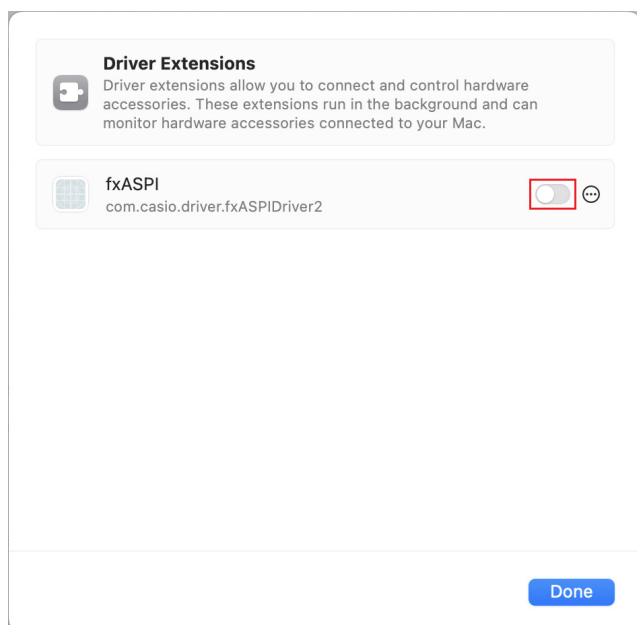 Driver Extensions
Driver extensions allow you to connect and control hardware
accessories. These extensions run in the background and can
monitor hardware accessories connected to your Mac.
fxASPI
com.casio.driver.fxASPIDriver2
Done